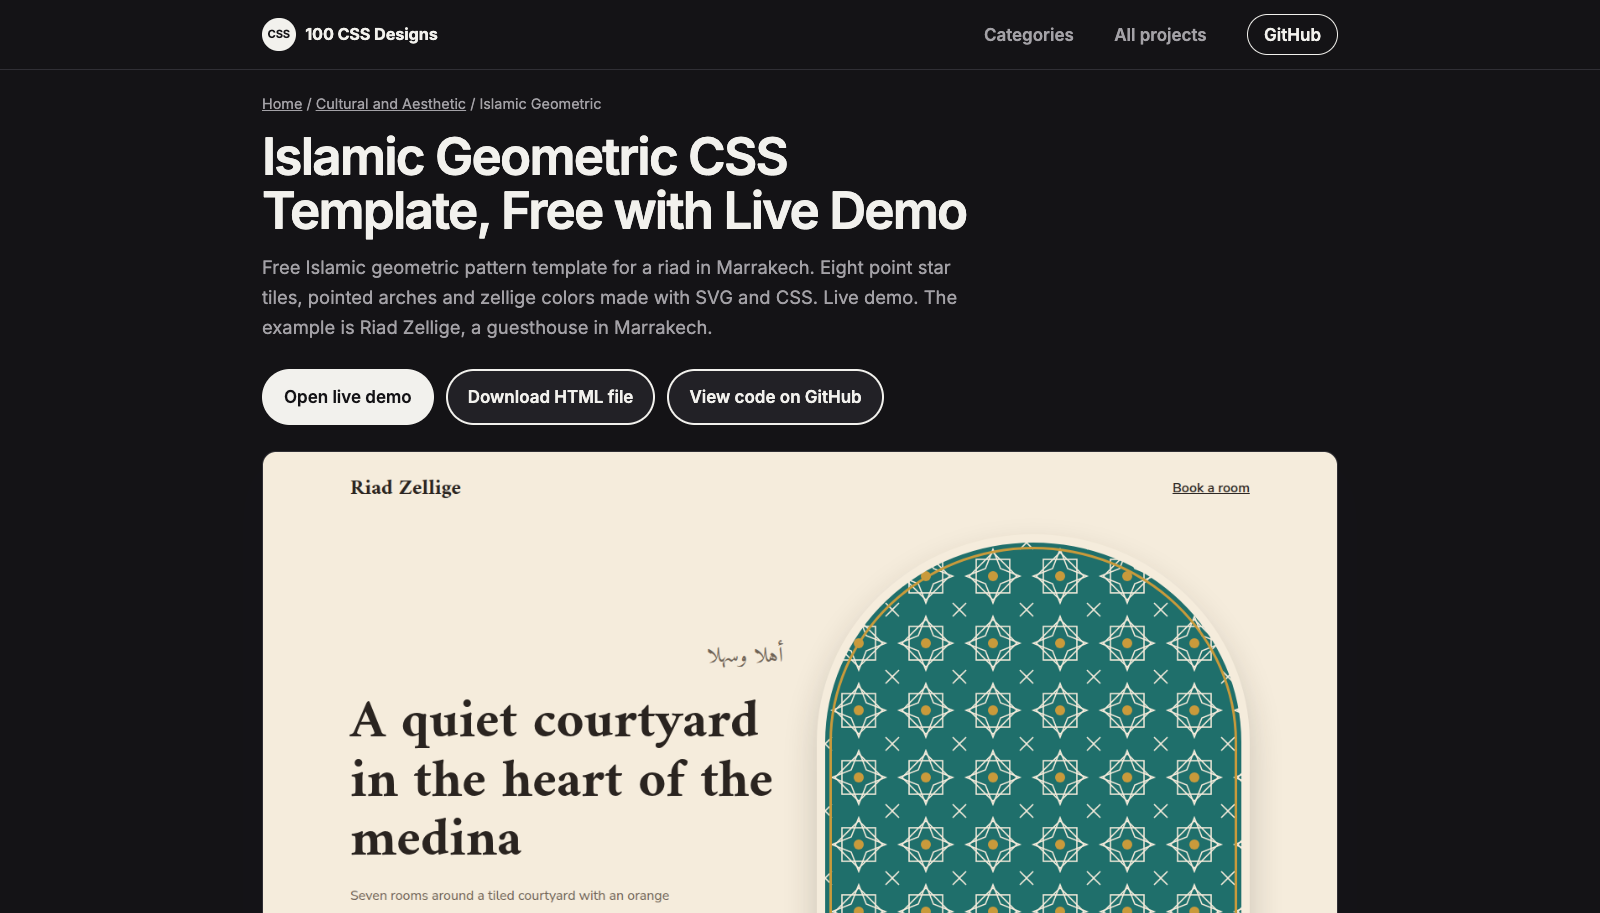 CSS 100 CSS Designs
Categories
All projects
GitHub
Home / Cultural and Aesthetic / Islamic Geometric
Islamic Geometric CSS
Template, Free with Live Demo
Free Islamic geometric pattern template for a riad in Marrakech. Eight point star
tiles, pointed arches and zellige colors made with SVG and CSS. Live demo. The
example is Riad Zellige, a guesthouse in Marrakech.
Open live demo
Download HTML file
View code on GitHub
Riad Zellige
Book a room
أهلا وسهلا
A quiet courtyard
in the heart of the
medina
Seven rooms around a tiled courtyard with an orange